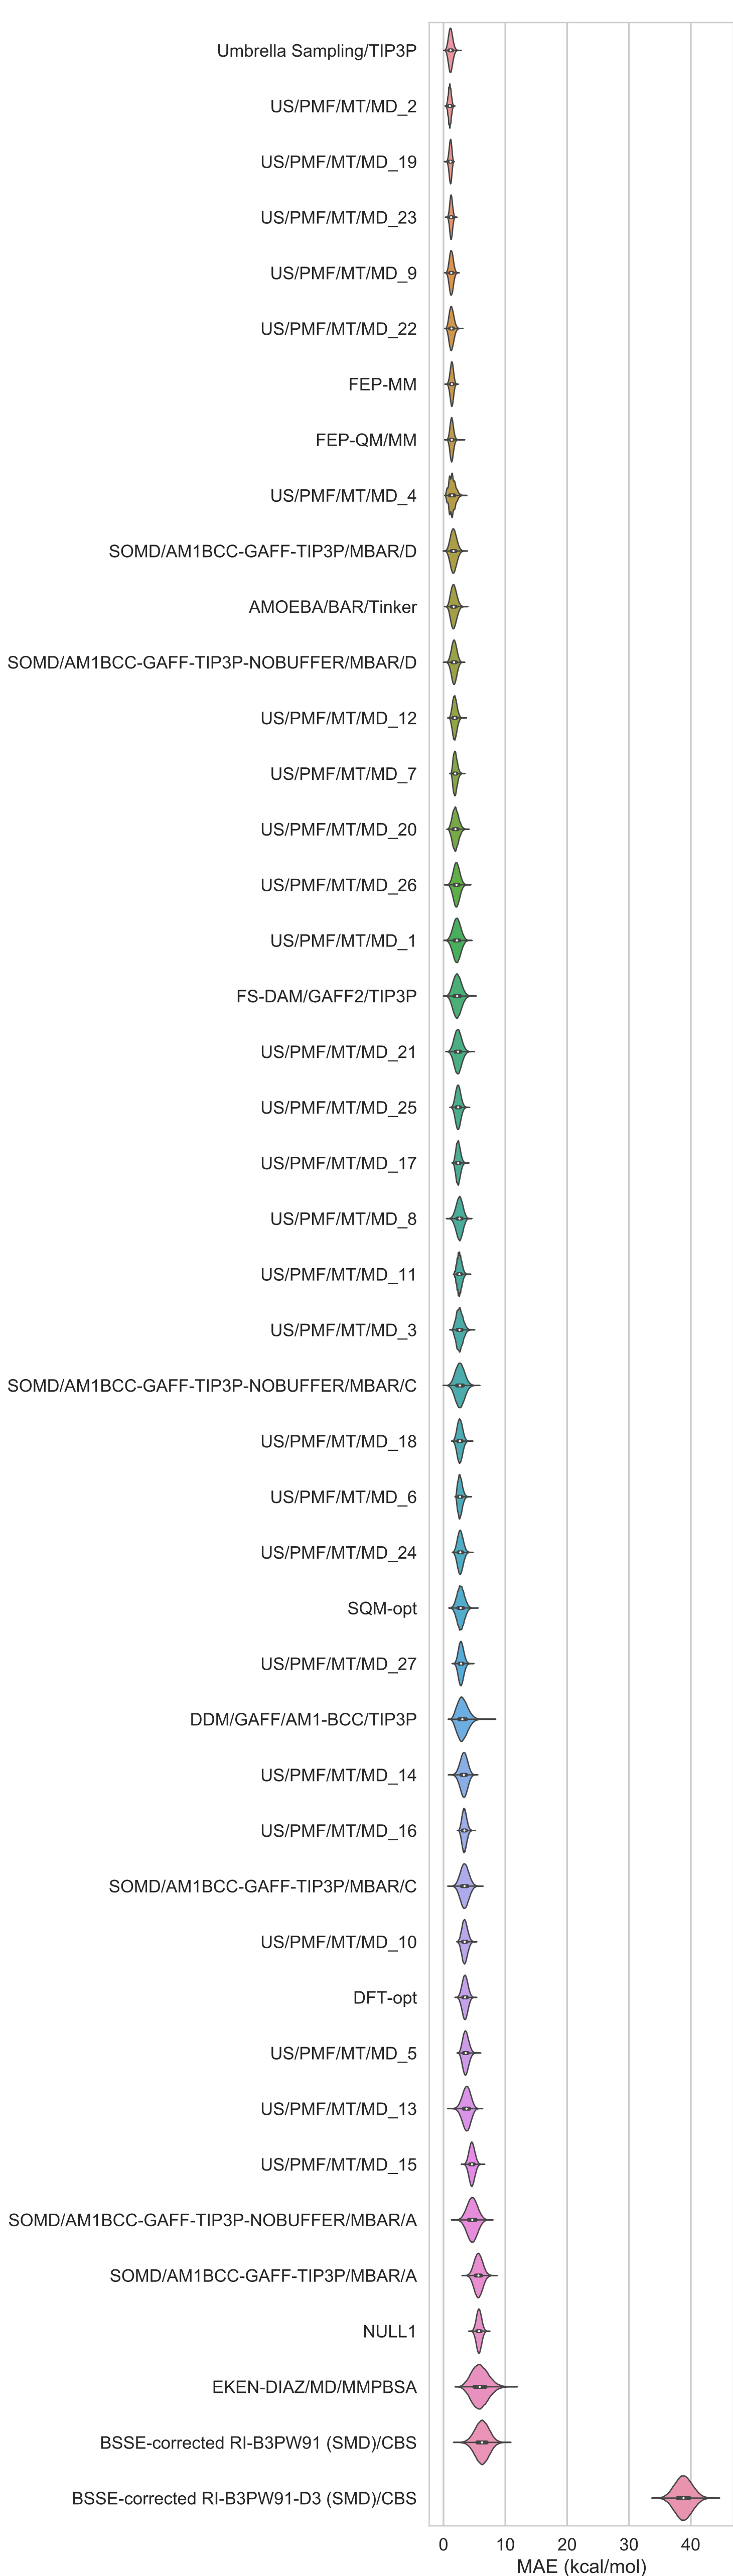 Umbrella Sampling/TIP3P
US/PMF/MT/MD_2
US/PMF/MT/MD_19
US/PMF/MT/MD_23
US/PMF/MT/MD_9
US/PMF/MT/MD_22
FEP-MM
FEP-QM/MM
US/PMF/MT/MD_4
SOMD/AM1BCC-GAFF-TIP3P/MBAR/D
AMOEBA/BAR/Tinker
SOMD/AM1BCC-GAFF-TIP3P-NOBUFFER/MBAR/D
US/PMF/MT/MD_12
US/PMF/MT/MD_7
US/PMF/MT/MD_20
US/PMF/MT/MD_26
US/PMF/MT/MD_1
FS-DAM/GAFF2/TIP3P
US/PMF/MT/MD_21
US/PMF/MT/MD_25
US/PMF/MT/MD_17
US/PMF/MT/MD_8
US/PMF/MT/MD_11
US/PMF/MT/MD_3
SOMD/AM1BCC-GAFF-TIP3P-NOBUFFER/MBAR/C
US/PMF/MT/MD_18
US/PMF/MT/MD_6
US/PMF/MT/MD_24
SQM-opt
US/PMF/MT/MD_27
DDM/GAFF/AM1-BCC/TIP3P
US/PMF/MT/MD_14
US/PMF/MT/MD_16
SOMD/AM1BCC-GAFF-TIP3P/MBAR/C
US/PMF/MT/MD_10
DFT-opt
US/PMF/MT/MD_5
US/PMF/MT/MD_13
US/PMF/MT/MD_15
SOMD/AM1BCC-GAFF-TIP3P-NOBUFFER/MBAR/A
SOMD/AM1BCC-GAFF-TIP3P/MBAR/A
NULL1
EKEN-DIAZ/MD/MMPBSA
BSSE-corrected RI-B3PW91 (SMD)/CBS
BSSE-corrected RI-B3PW91-D3 (SMD)/CBS
0 10 20 30 40
MAE (kcal/mol)